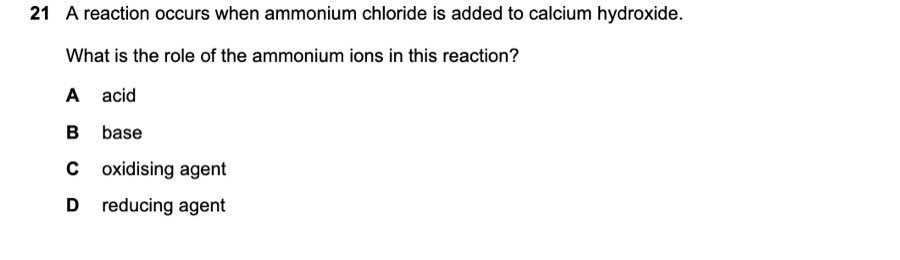 21 A reaction occurs when ammonium chloride is added to calcium hydroxide.
What is the role of the ammonium ions in this reaction?
A acid
B base
C oxidising agent
D reducing agent